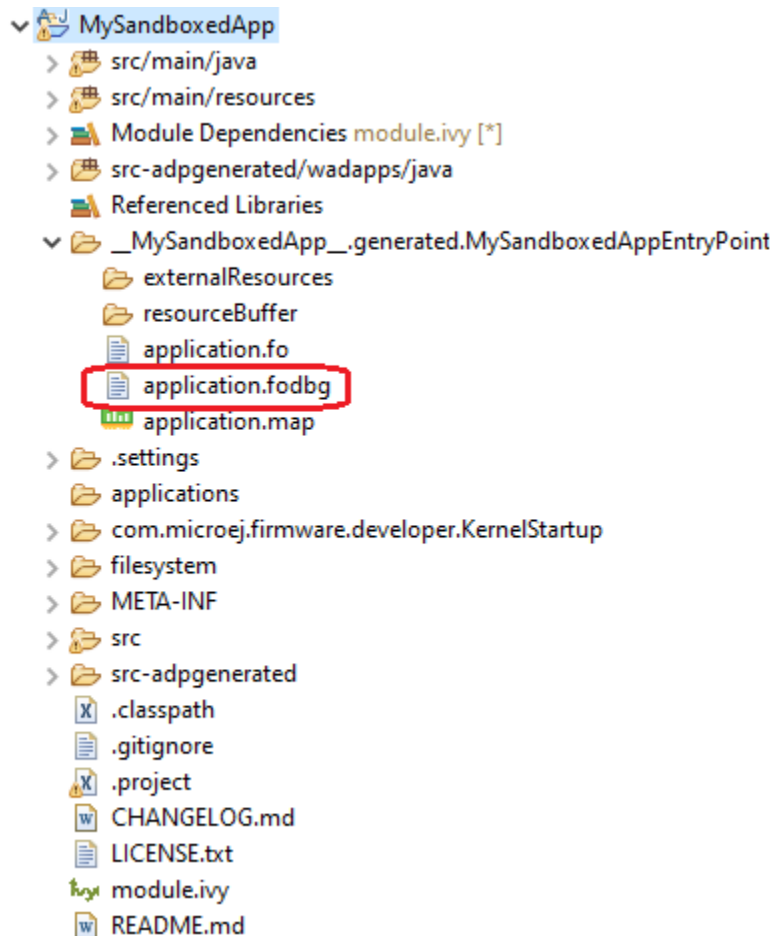 MySandboxedApp
src/main/java
src/main/resources
Module Dependencies module.ivy [*]
src-adpgenerated/wadapps/java
Referenced Libraries
__MySandboxedApp__.generated.MySandboxedAppEntryPoint
externalResources
resourceBuffer
application.fo
application.fodbg
application.map
.settings
applications
com.microej.firmware.developer.KernelStartup
filesystem
META-INF
src
src-adpgenerated
.classpath
.gitignore
.project
CHANGELOG.md
LICENSE.txt
module.ivy
README.md